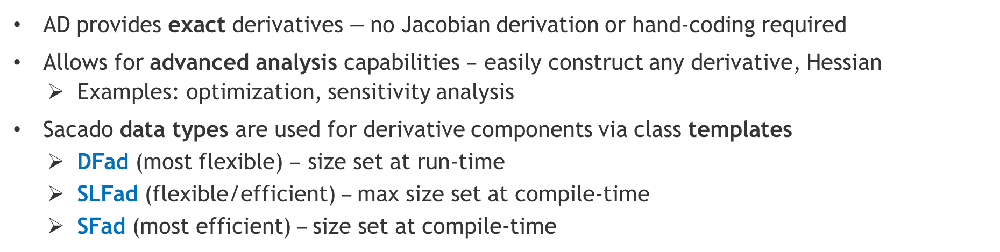 • AD provides exact derivatives — no Jacobian derivation or hand-coding required
• Allows for advanced analysis capabilities – easily construct any derivative, Hessian
➢ Examples: optimization, sensitivity analysis
• Sacado data types are used for derivative components via class templates
➢ DFad (most flexible) – size set at run-time
➢ SLFad (flexible/efficient) – max size set at compile-time
➢ SFad (most efficient) – size set at compile-time